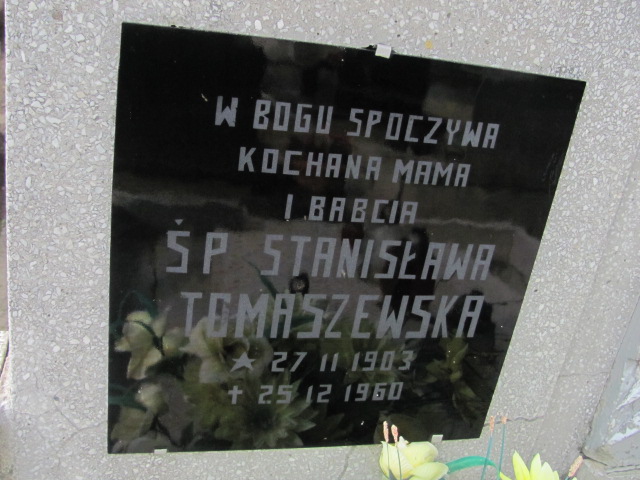 W BOGU SPOCZYWA
KOCHANA MAMA
I BABCIA
ŚP STANISŁAWA
TOMASZEWSKA
★ 27 11 1903
✝ 25 12 1960